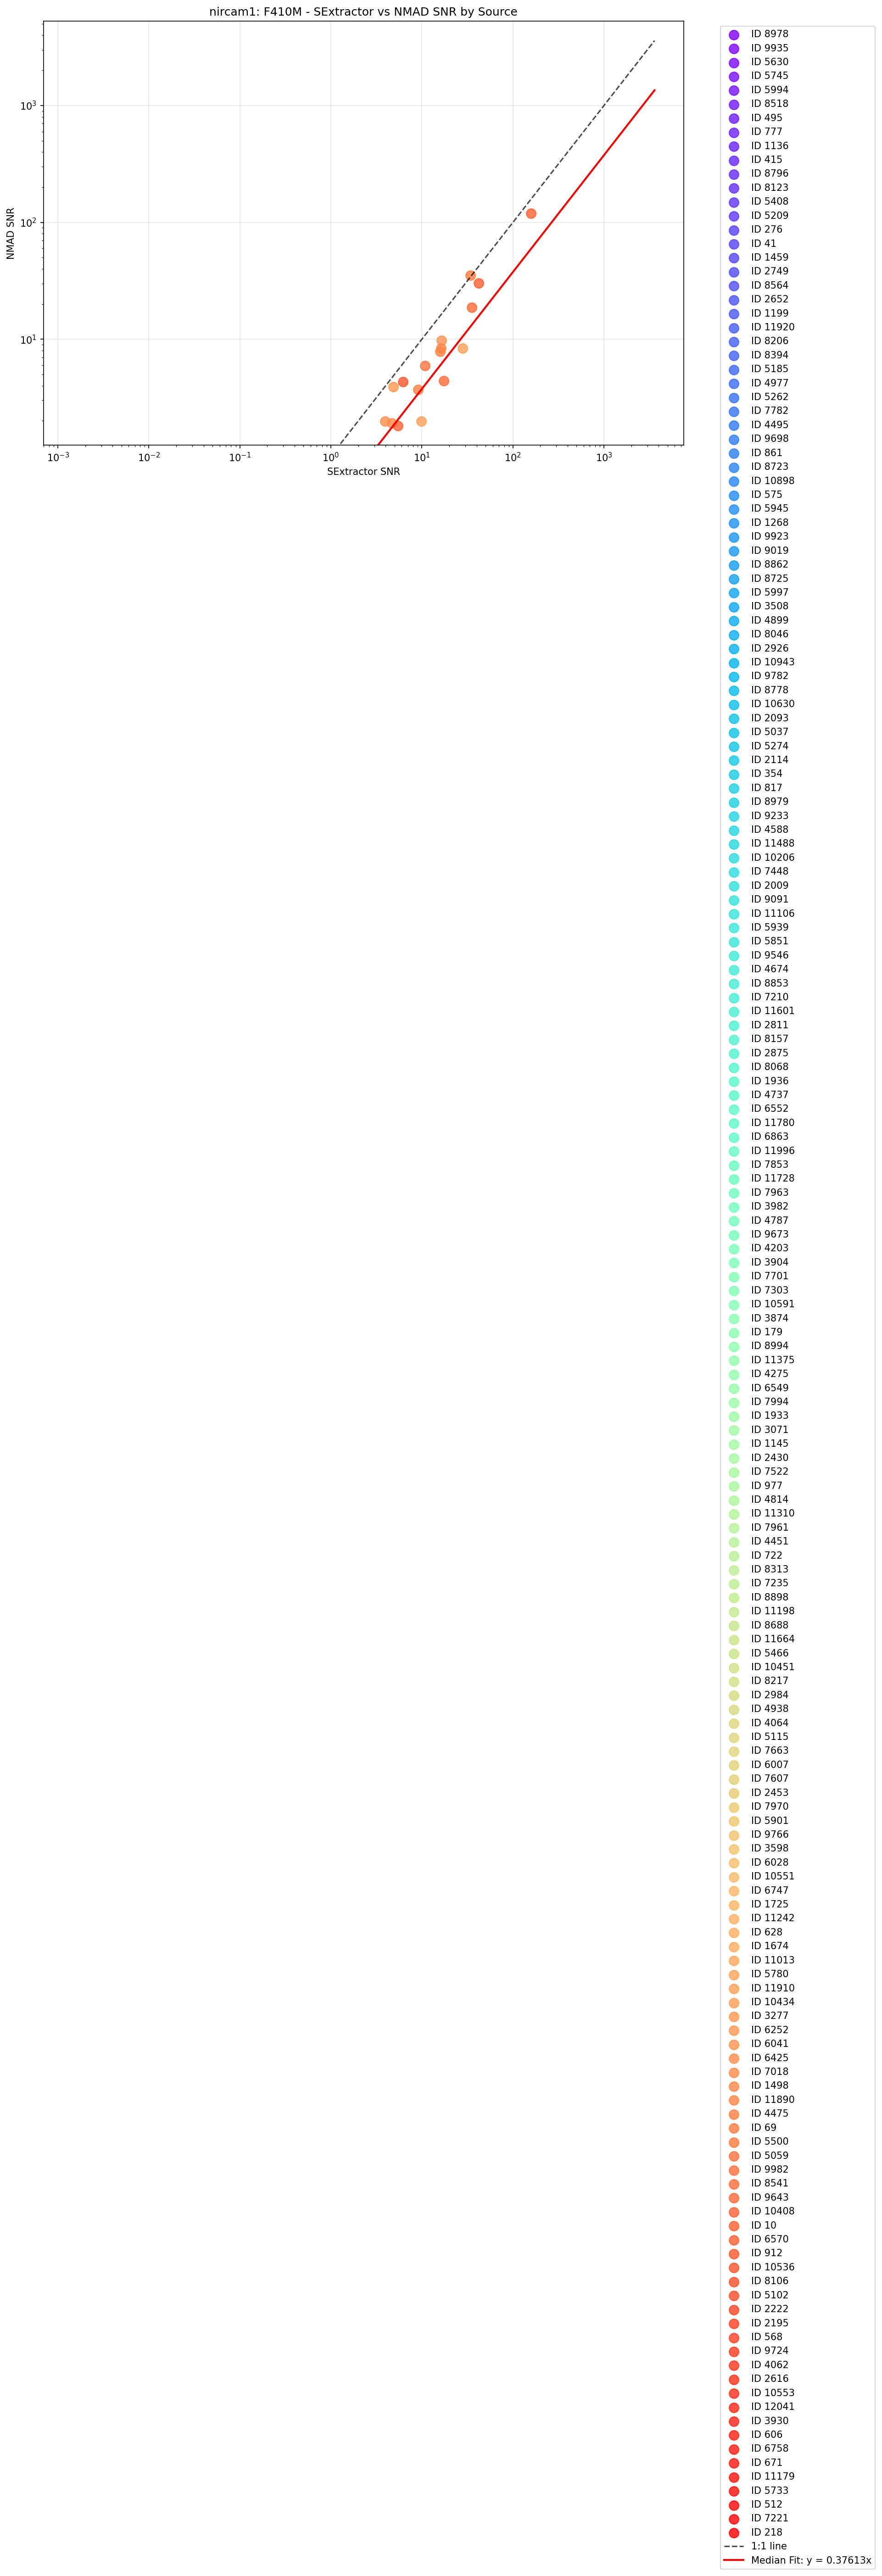 nircam1: F410M - SExtractor vs NMAD SNR by Source
NMAD SNR
10³
10²
10¹
10⁻³
10⁻²
10⁻¹
10⁰
10¹
10²
10³
SExtractor SNR
ID 8978
ID 9935
ID 5630
ID 5745
ID 5994
ID 8518
ID 495
ID 777
ID 1136
ID 415
ID 8796
ID 8123
ID 5408
ID 5209
ID 276
ID 41
ID 1459
ID 2749
ID 8564
ID 2652
ID 1199
ID 11920
ID 8206
ID 8394
ID 5185
ID 4977
ID 5262
ID 7782
ID 4495
ID 9698
ID 861
ID 8723
ID 10898
ID 575
ID 5945
ID 1268
ID 9923
ID 9019
ID 8862
ID 8725
ID 5997
ID 3508
ID 4899
ID 8046
ID 2926
ID 10943
ID 9782
ID 8778
ID 10630
ID 2093
ID 5037
ID 5274
ID 2114
ID 354
ID 817
ID 8979
ID 9233
ID 4588
ID 11488
ID 10206
ID 7448
ID 2009
ID 9091
ID 11106
ID 5939
ID 5851
ID 9546
ID 4674
ID 8853
ID 7210
ID 11601
ID 2811
ID 8157
ID 2875
ID 8068
ID 1936
ID 4737
ID 6552
ID 11780
ID 6863
ID 11996
ID 7853
ID 11728
ID 7963
ID 3982
ID 4787
ID 9673
ID 4203
ID 3904
ID 7701
ID 7303
ID 10591
ID 3874
ID 179
ID 8994
ID 11375
ID 4275
ID 6549
ID 7994
ID 1933
ID 3071
ID 1145
ID 2430
ID 7522
ID 977
ID 4814
ID 11310
ID 7961
ID 4451
ID 722
ID 8313
ID 7235
ID 8898
ID 11198
ID 8688
ID 11664
ID 5466
ID 10451
ID 8217
ID 2984
ID 4938
ID 4064
ID 5115
ID 7663
ID 6007
ID 7607
ID 2453
ID 7970
ID 5901
ID 9766
ID 3598
ID 6028
ID 10551
ID 6747
ID 1725
ID 11242
ID 628
ID 1674
ID 11013
ID 5780
ID 11910
ID 10434
ID 3277
ID 6252
ID 6041
ID 6425
ID 7018
ID 1498
ID 11890
ID 4475
ID 69
ID 5500
ID 5059
ID 9982
ID 8541
ID 9643
ID 10408
ID 10
ID 6570
ID 912
ID 10536
ID 8106
ID 5102
ID 2222
ID 2195
ID 568
ID 9724
ID 4062
ID 2616
ID 10553
ID 12041
ID 3930
ID 606
ID 6758
ID 671
ID 11179
ID 5733
ID 512
ID 7221
ID 218
1:1 line
Median Fit: y = 0.37613x